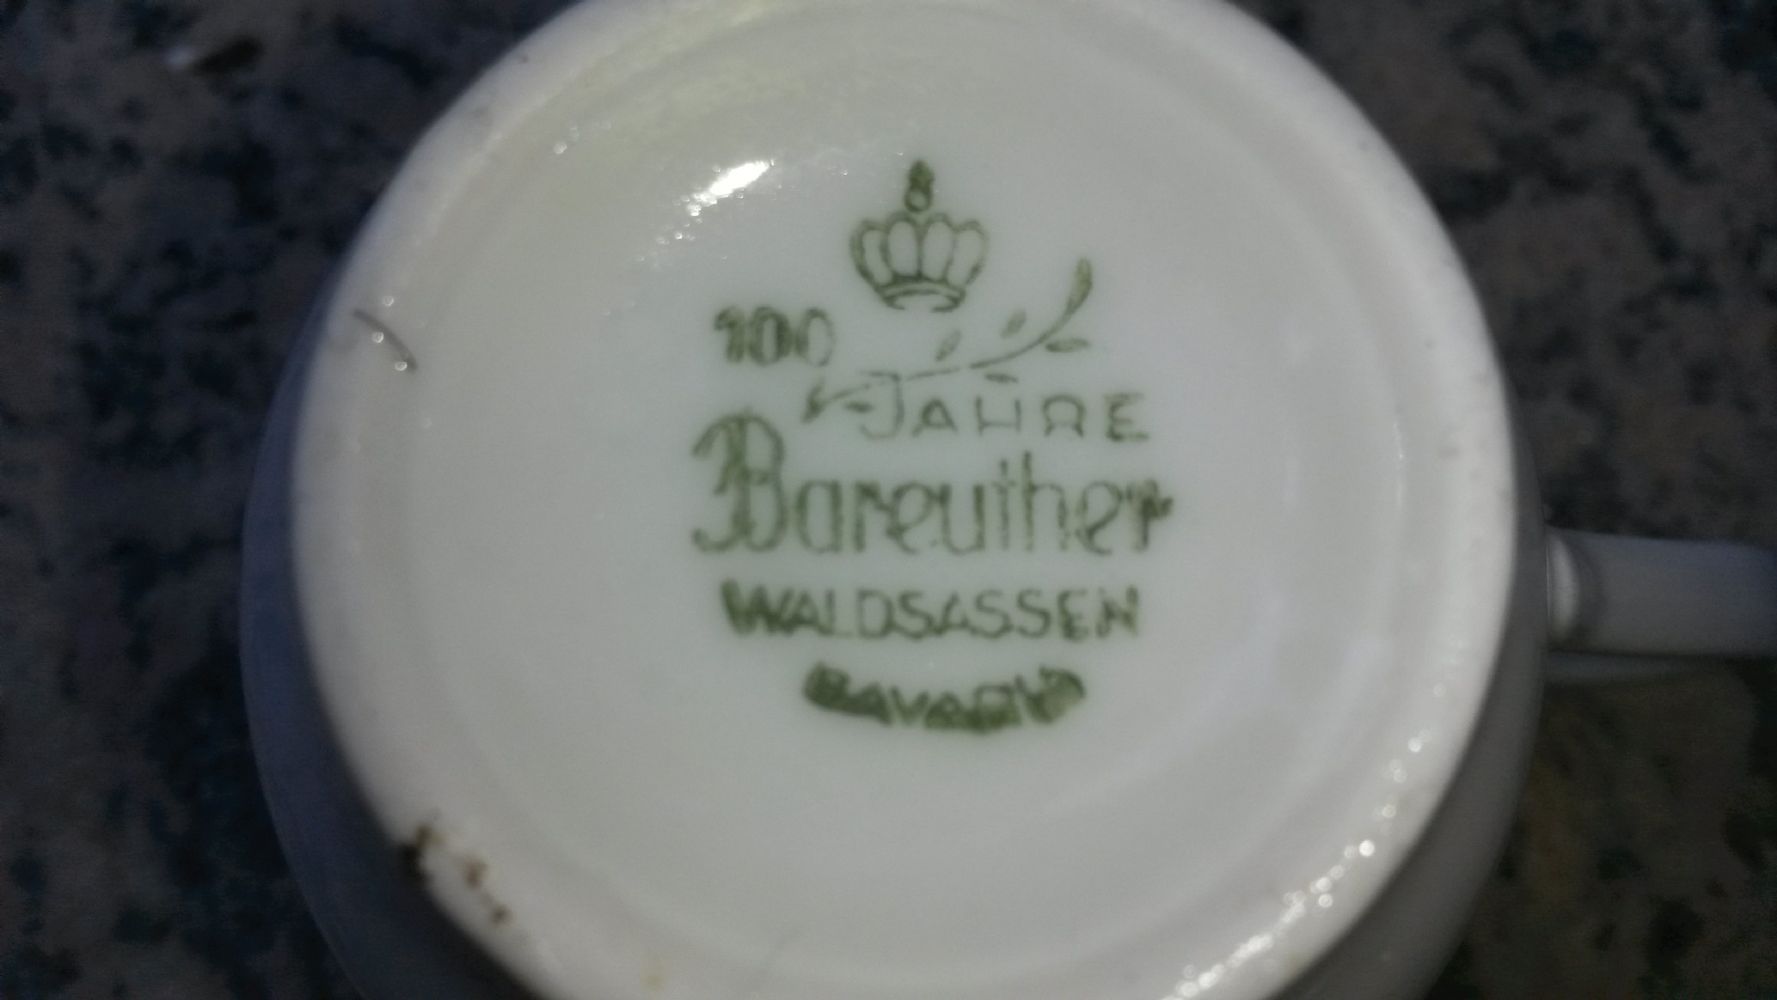 100
JAHRE
Bareuther
WALDSASSEN
BAVARIA